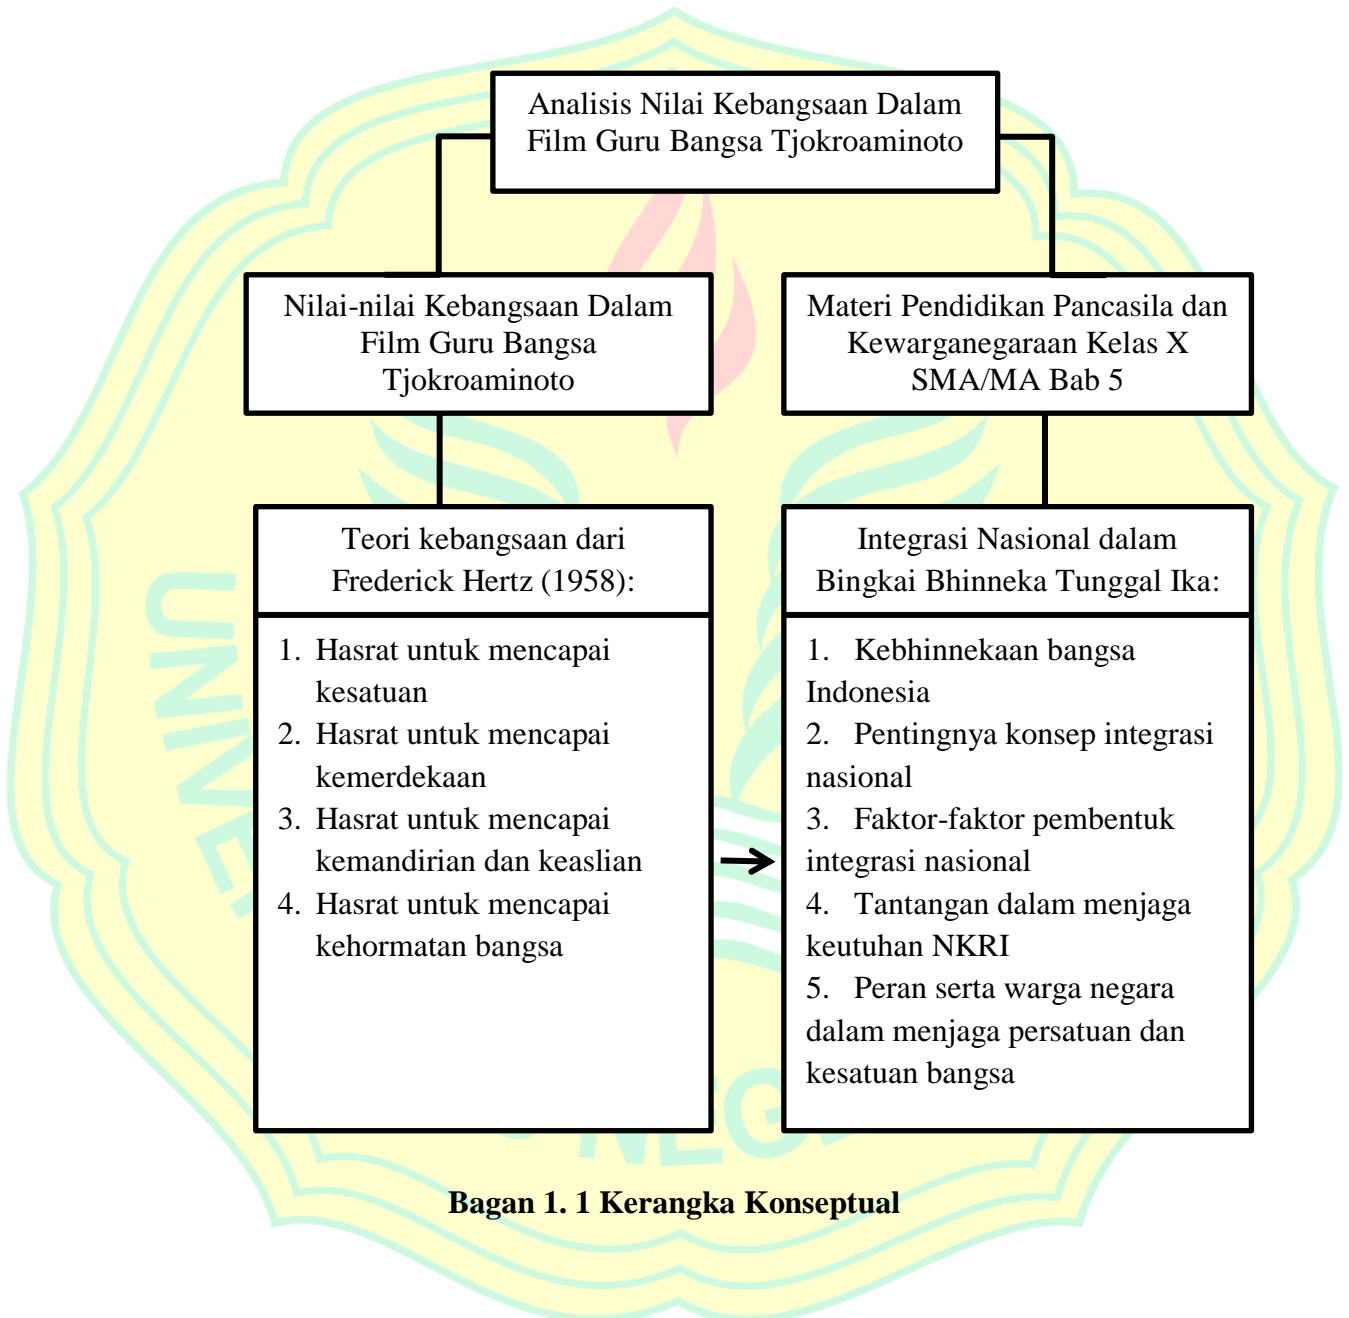 Analisis Nilai Kebangsaan Dalam
Film Guru Bangsa Tjokroaminoto
Nilai-nilai Kebangsaan Dalam
Film Guru Bangsa
Tjokroaminoto
Materi Pendidikan Pancasila dan
Kewarganegaraan Kelas X
SMA/MA Bab 5
Teori kebangsaan dari
Frederick Hertz (1958):
1. Hasrat untuk mencapai
kesatuan
2. Hasrat untuk mencapai
kemerdekaan
3. Hasrat untuk mencapai
kemandirian dan keaslian
4. Hasrat untuk mencapai
kehormatan bangsa
Integrasi Nasional dalam
Bingkai Bhinneka Tunggal Ika:
1. Kebhinnekaan bangsa
Indonesia
2. Pentingnya konsep integrasi
nasional
3. Faktor-faktor pembentuk
integrasi nasional
4. Tantangan dalam menjaga
keutuhan NKRI
5. Peran serta warga negara
dalam menjaga persatuan dan
kesatuan bangsa
Bagan 1. 1 Kerangka Konseptual